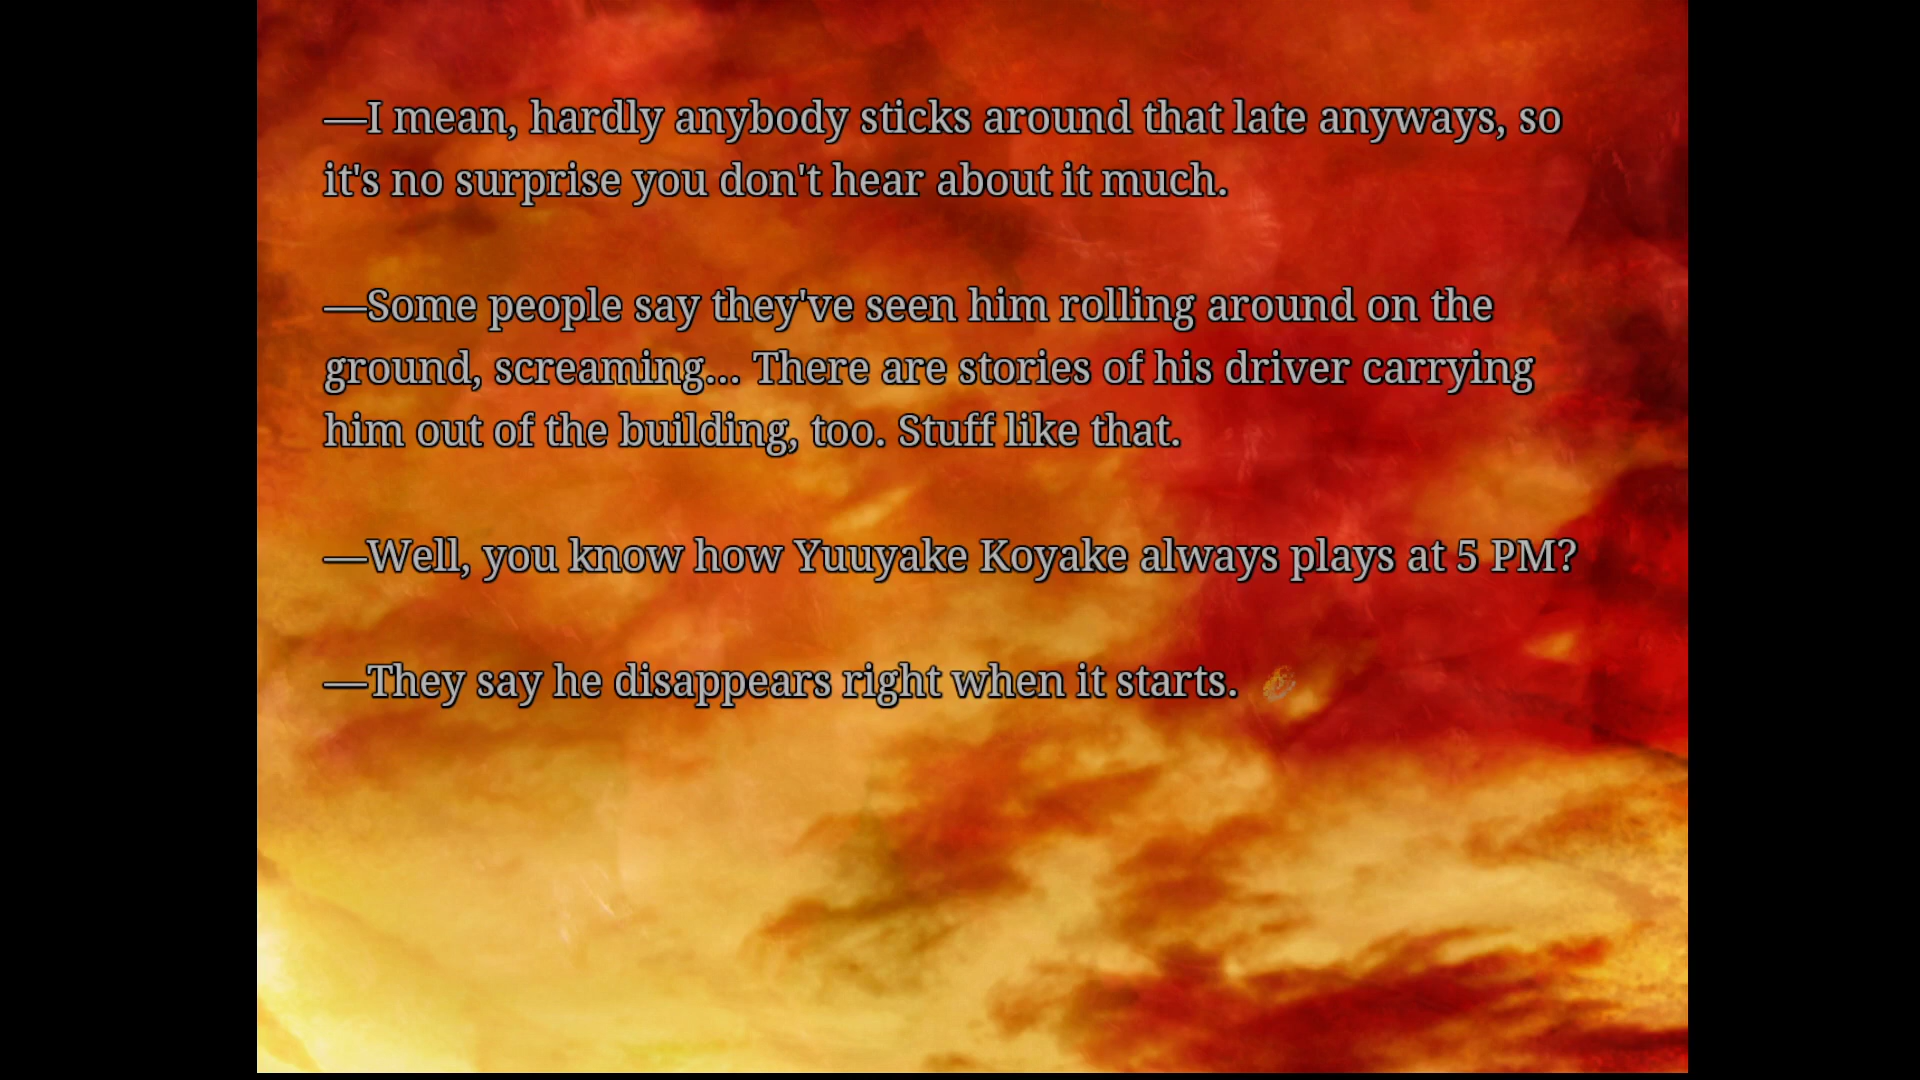 —I mean, hardly anybody sticks around that late anyways, so
it's no surprise you don't hear about it much.
—Some people say they've seen him rolling around on the
ground, screaming... There are stories of his driver carrying
him out of the building, too. Stuff like that.
—Well, you know how Yuuyake Koyake always plays at 5 PM?
—They say he disappears right when it starts.